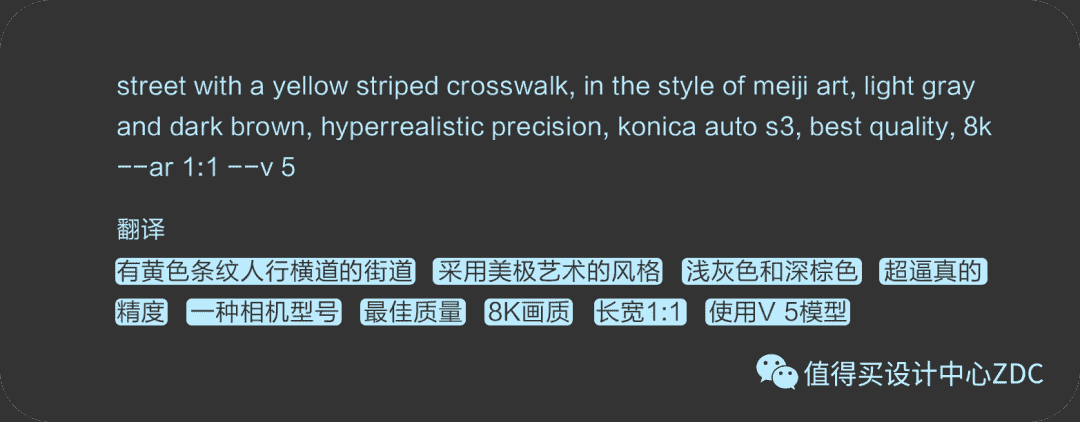 street with a yellow striped crosswalk, in the style of meiji art, light gray
and dark brown, hyperrealistic precision, konica auto s3, best quality, 8k
--ar 1:1 --v 5
翻译
有黄色条纹人行横道的街道 采用美极艺术的风格 浅灰色和深棕色 超逼真的
精度 一种相机型号 最佳质量 8K画质 长宽1:1 使用V 5模型
值得买设计中心ZDC